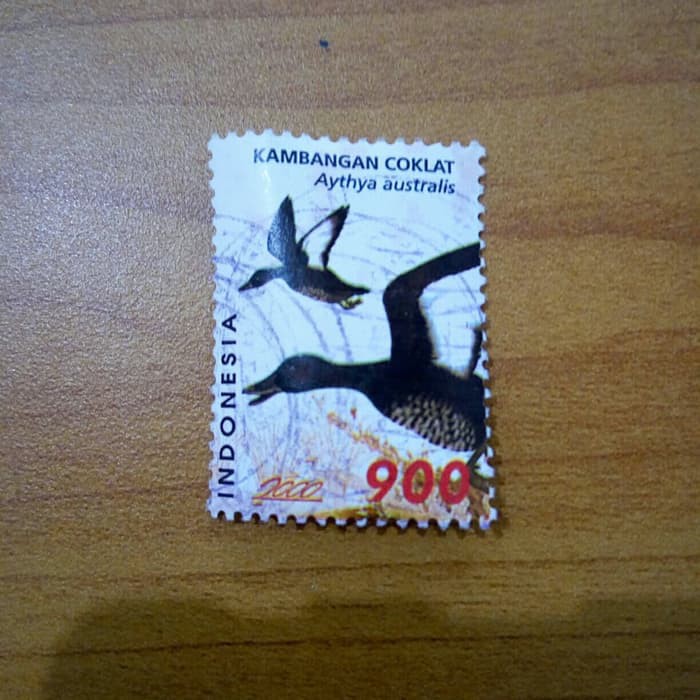 KAMBANGAN COKLAT
Aythya australis
INDONESIA
2000
900